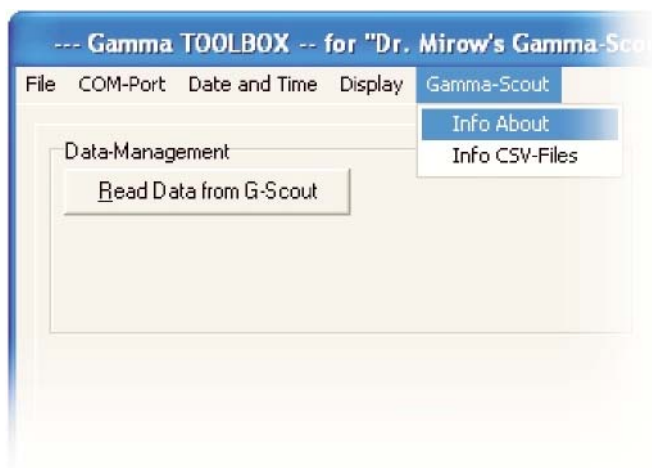 --- Gamma TOOLBOX -- for "Dr. Mirow's Gamma-Sco
File COM-Port Date and Time Display Gamma-Scout
Info About
Info CSV-Files
Data-Management
Read Data from G-Scout